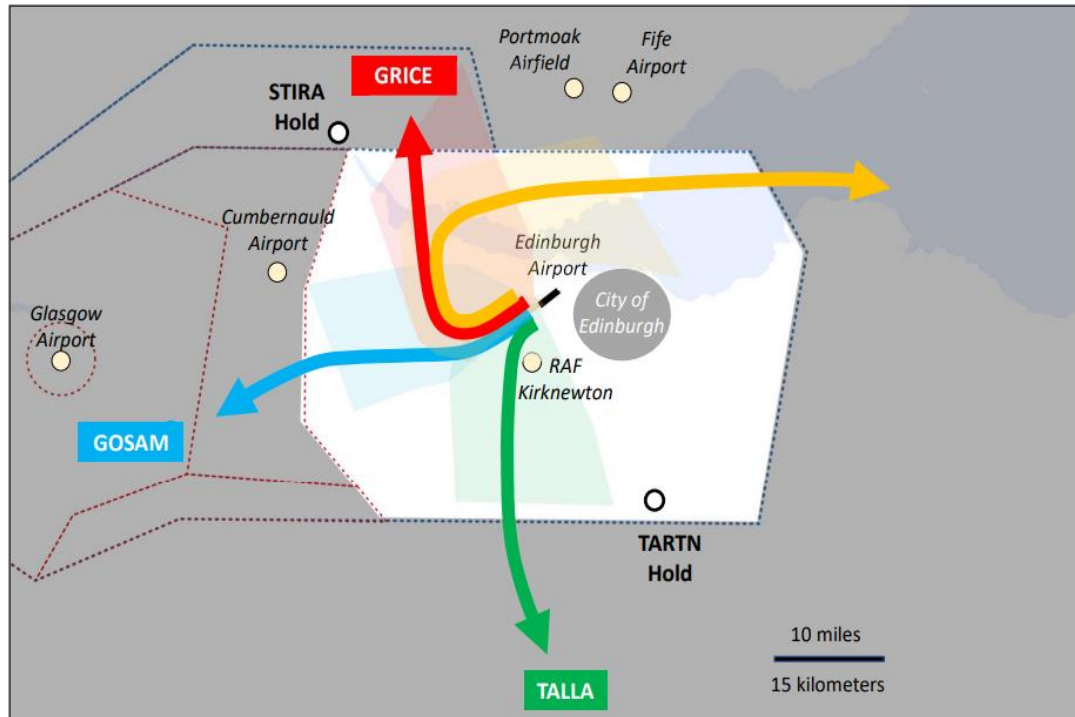 Portmoak
Airfield
Fife
Airport
GRICE
STIRA
Hold
Cumbernauld
Airport
Edinburgh
Airport
City of
Edinburgh
Glasgow
Airport
RAF
Kirknewton
GOSAM
TARTN
Hold
10 miles
15 kilometers
TALLA